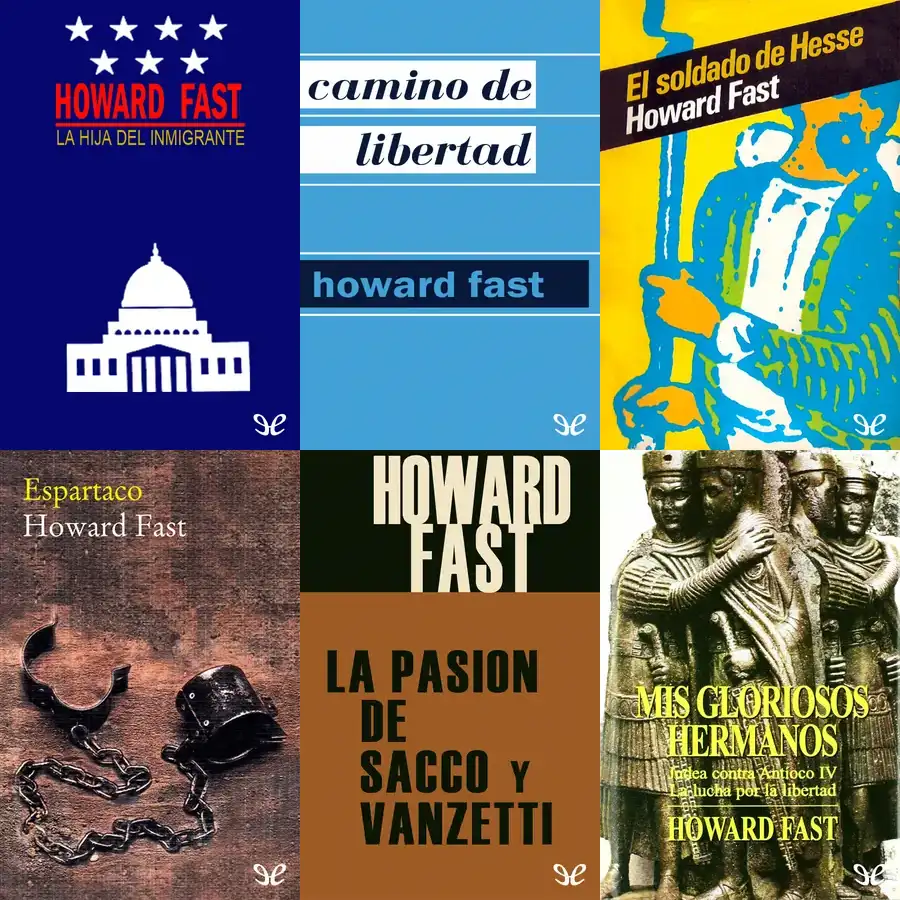 HOWARD FAST
LA HIJA DEL INMIGRANTE
camino de
libertad
howard fast
El soldado de Hesse
Howard Fast
Espartaco
Howard Fast
HOWARD
FAST
LA PASION
DE
SACCO Y
VANZETTI
MIS GLORIOSOS
HERMANOS
Judea contra Antíoco IV
La lucha por la libertad
HOWARD FAST